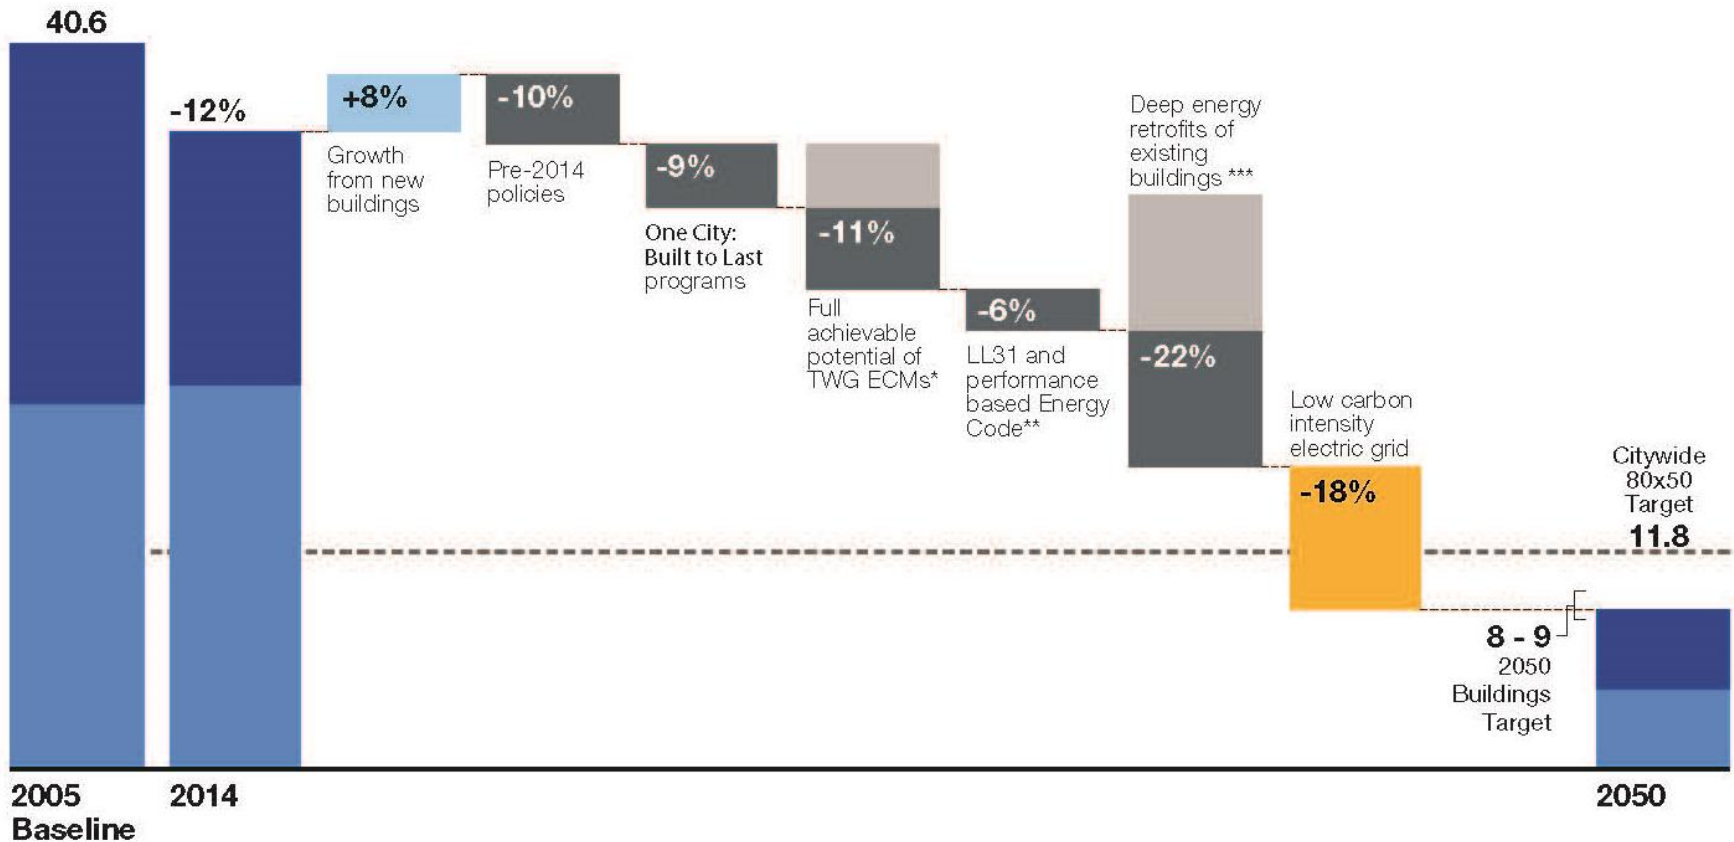 40.6
-12%
+8%
Growth
from new
buildings
-10%
Pre-2014
policies
-9%
One City:
Built to Last
programs
-11%
Full
achievable
potential of
TWG ECMs*
-6%
LL31 and
performance
based Energy
Code**
Deep energy
retrofits of
existing
buildings ***
-22%
Low carbon
intensity
electric grid
-18%
Citywide
80x50
Target
11.8
8 - 9
2050
Buildings
Target
2005
Baseline
2014
2050